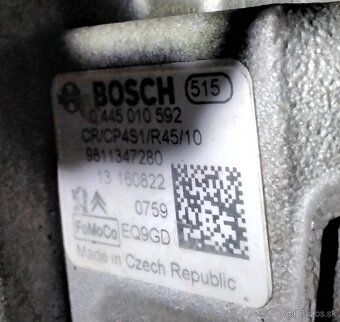 BOSCH 515
0 445 010 592
CR/CP4S1/R45/10
9811347280
13 160822
0759
FoMoCo EQ9GD
Made in Czech Republic
Bazos.sk